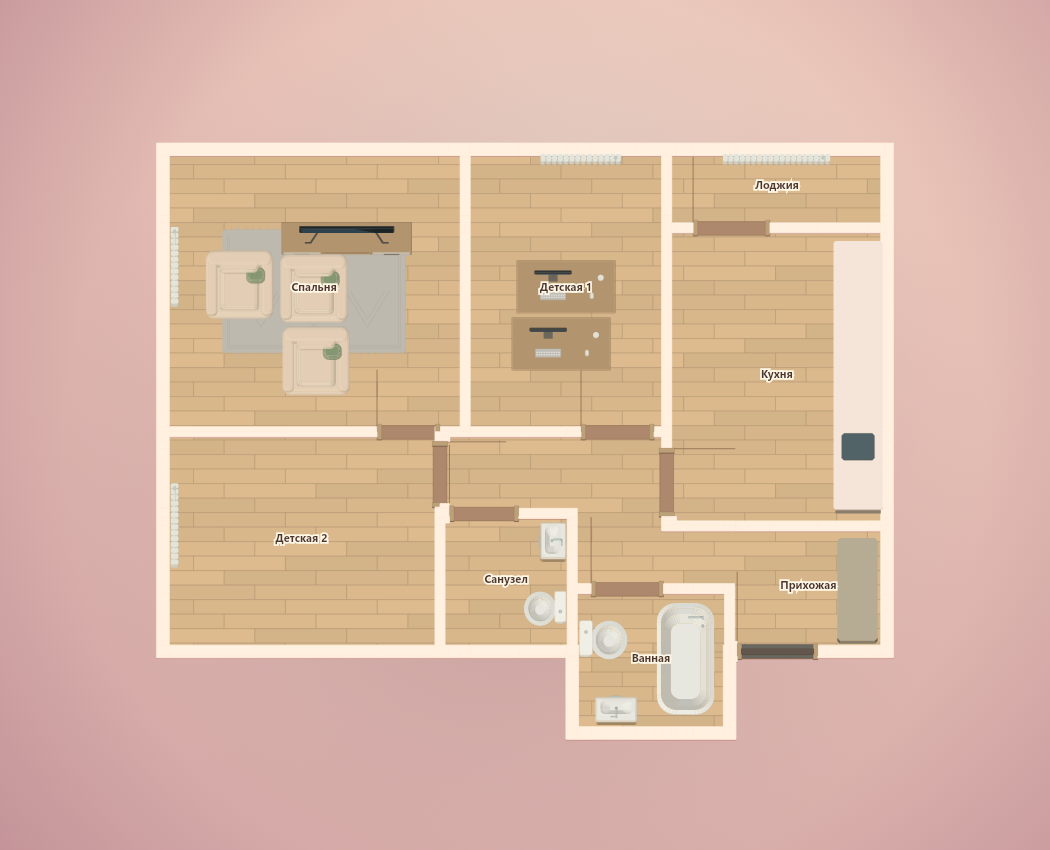 Лоджия
Спальня
Детская 1
Кухня
Детская 2
Санузел
Прихожая
Ванная